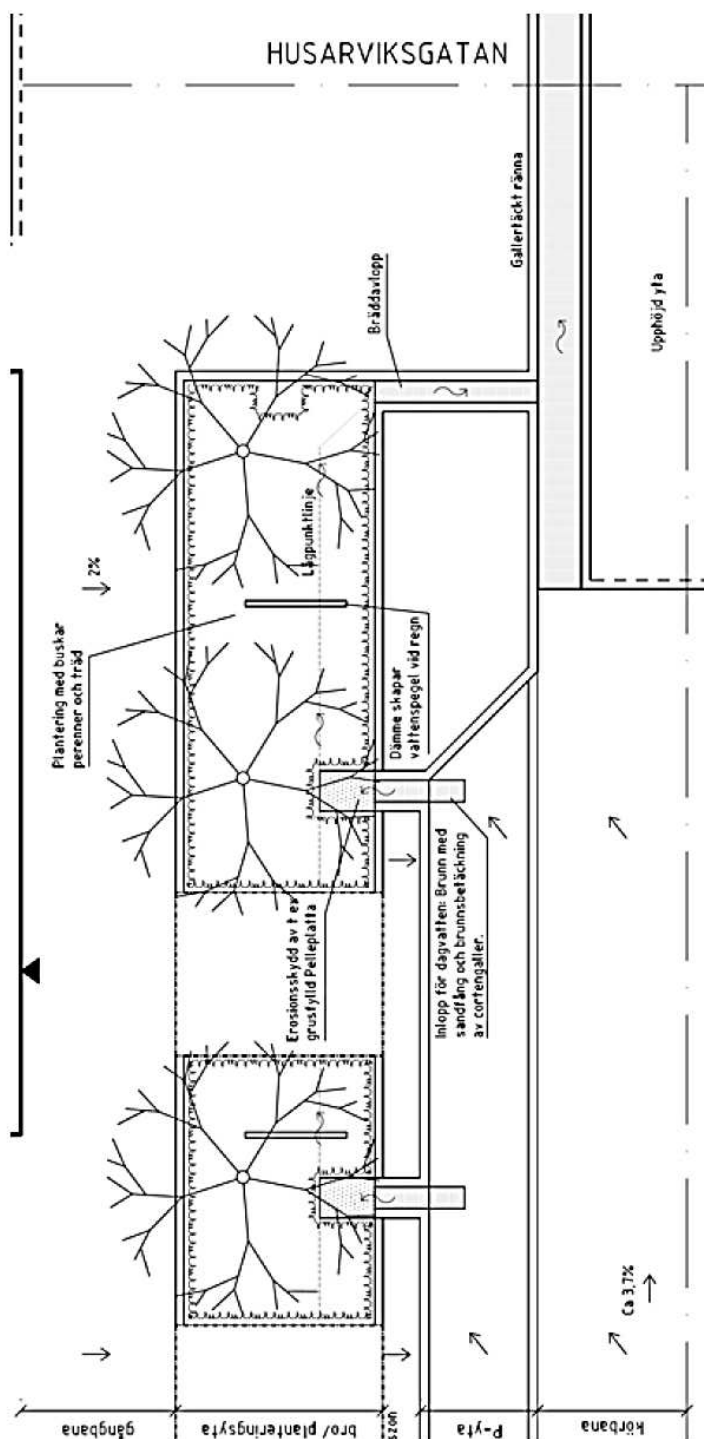 HUSARVIKSGATAN
Gallertäckt ränna
Bräddavlopp
Upphöjd yta
Lågpunktlinje
2%
Plantering med buskar
perenner och träd
Dämme skapar
vattenspegel vid regn
Erosionsskydd av t ex
grusfylld Pelleplatta
Inlopp för dagvatten: Brunn med
sandfång och brunnsbetäckning
av cortengaller.
Ca 3,7%
gångbana
bro/planteringsyta
szon
P-yta
körbana